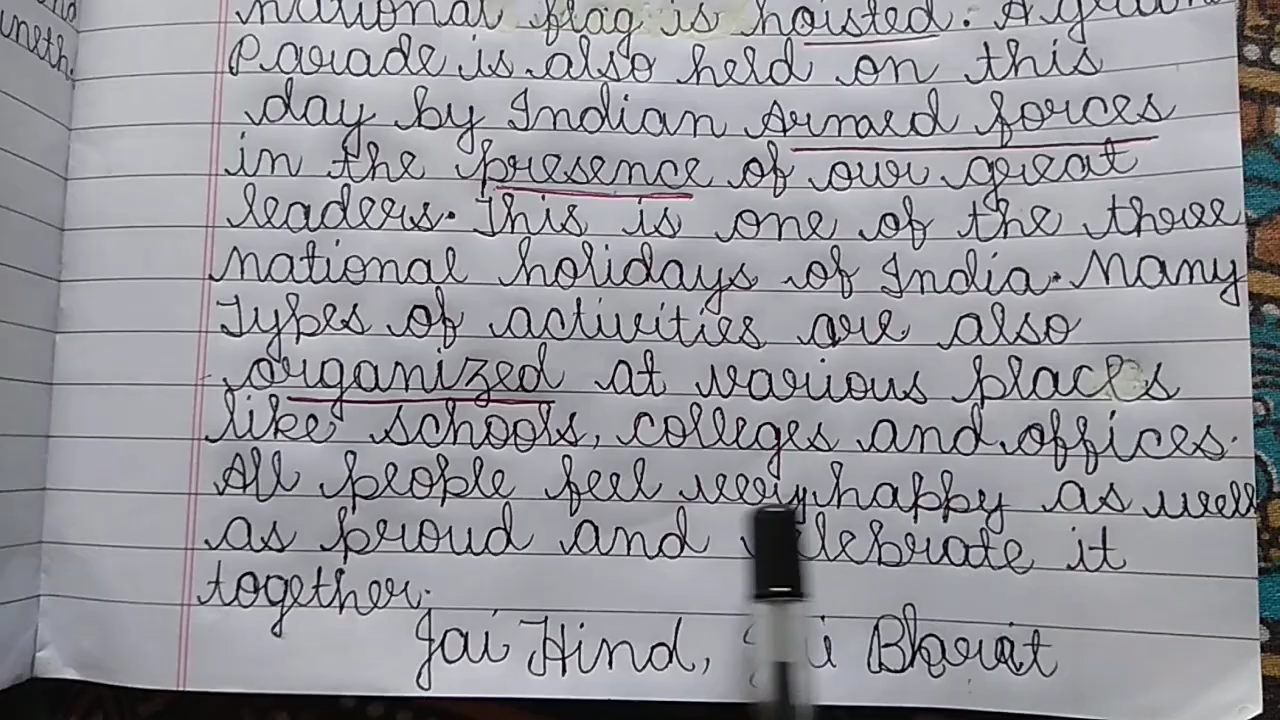 national flag is hoisted. A
Parade is also held on this
day by Indian Armed forces
in the presence of our great
leaders. This is one of the three
national holidays of India. Many
Types of activities are also
organized at various places
like schools, colleges and offices.
All people feel very happy as well
as proud and celebrate it
together.
Jai Hind, Jai Bharat